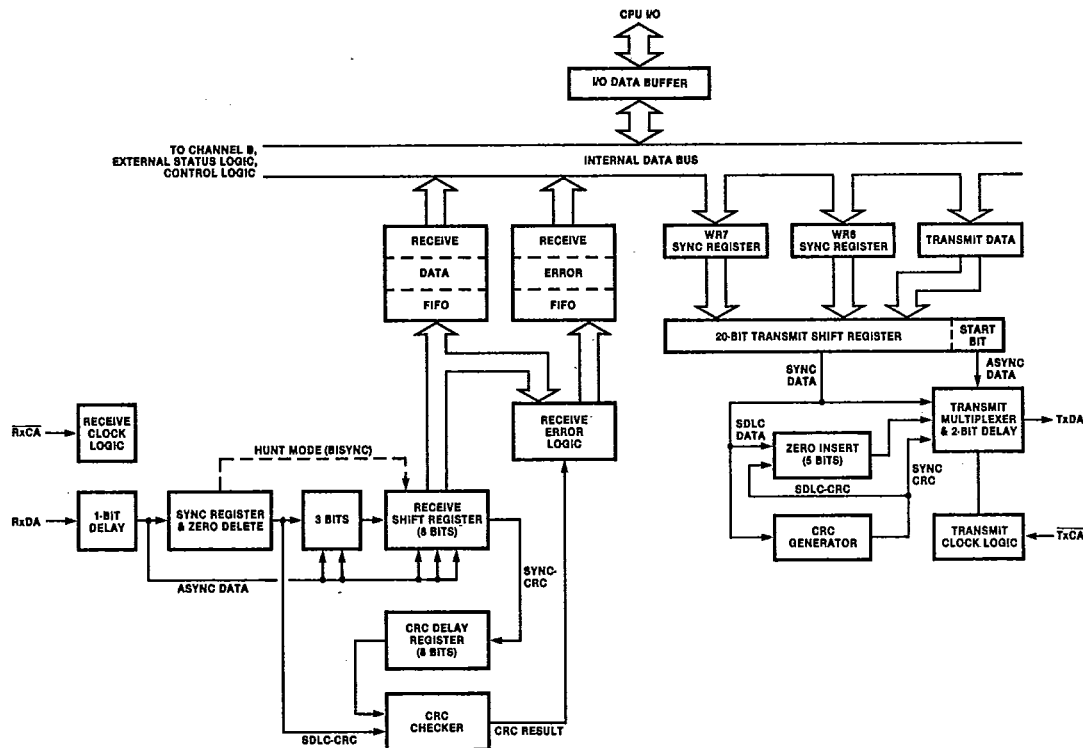 CPU I/O
I/O DATA BUFFER
TO CHANNEL B,
EXTERNAL STATUS LOGIC,
CONTROL LOGIC
INTERNAL DATA BUS
RECEIVE
DATA
FIFO
RECEIVE
ERROR
FIFO
WR7
SYNC REGISTER
WR6
SYNC REGISTER
TRANSMIT DATA
20-BIT TRANSMIT SHIFT REGISTER
START
BIT
SYNC
DATA
ASYNC
DATA
RECEIVE
ERROR
LOGIC
TRANSMIT
MULTIPLEXER
& 2-BIT DELAY
TxDA
SDLC
DATA
ZERO INSERT
(5 BITS)
SDLC-CRC
SYNC
CRC
CRC
GENERATOR
TRANSMIT
CLOCK LOGIC
TxCA
RxCA
RECEIVE
CLOCK
LOGIC
HUNT MODE (BISYNC)
RxDA
1-BIT
DELAY
SYNC REGISTER
& ZERO DELETE
3 BITS
RECEIVE
SHIFT REGISTER
(8 BITS)
ASYNC DATA
SYNC-
CRC
CRC DELAY
REGISTER
(8 BITS)
CRC
CHECKER
SDLC-CRC
CRC RESULT